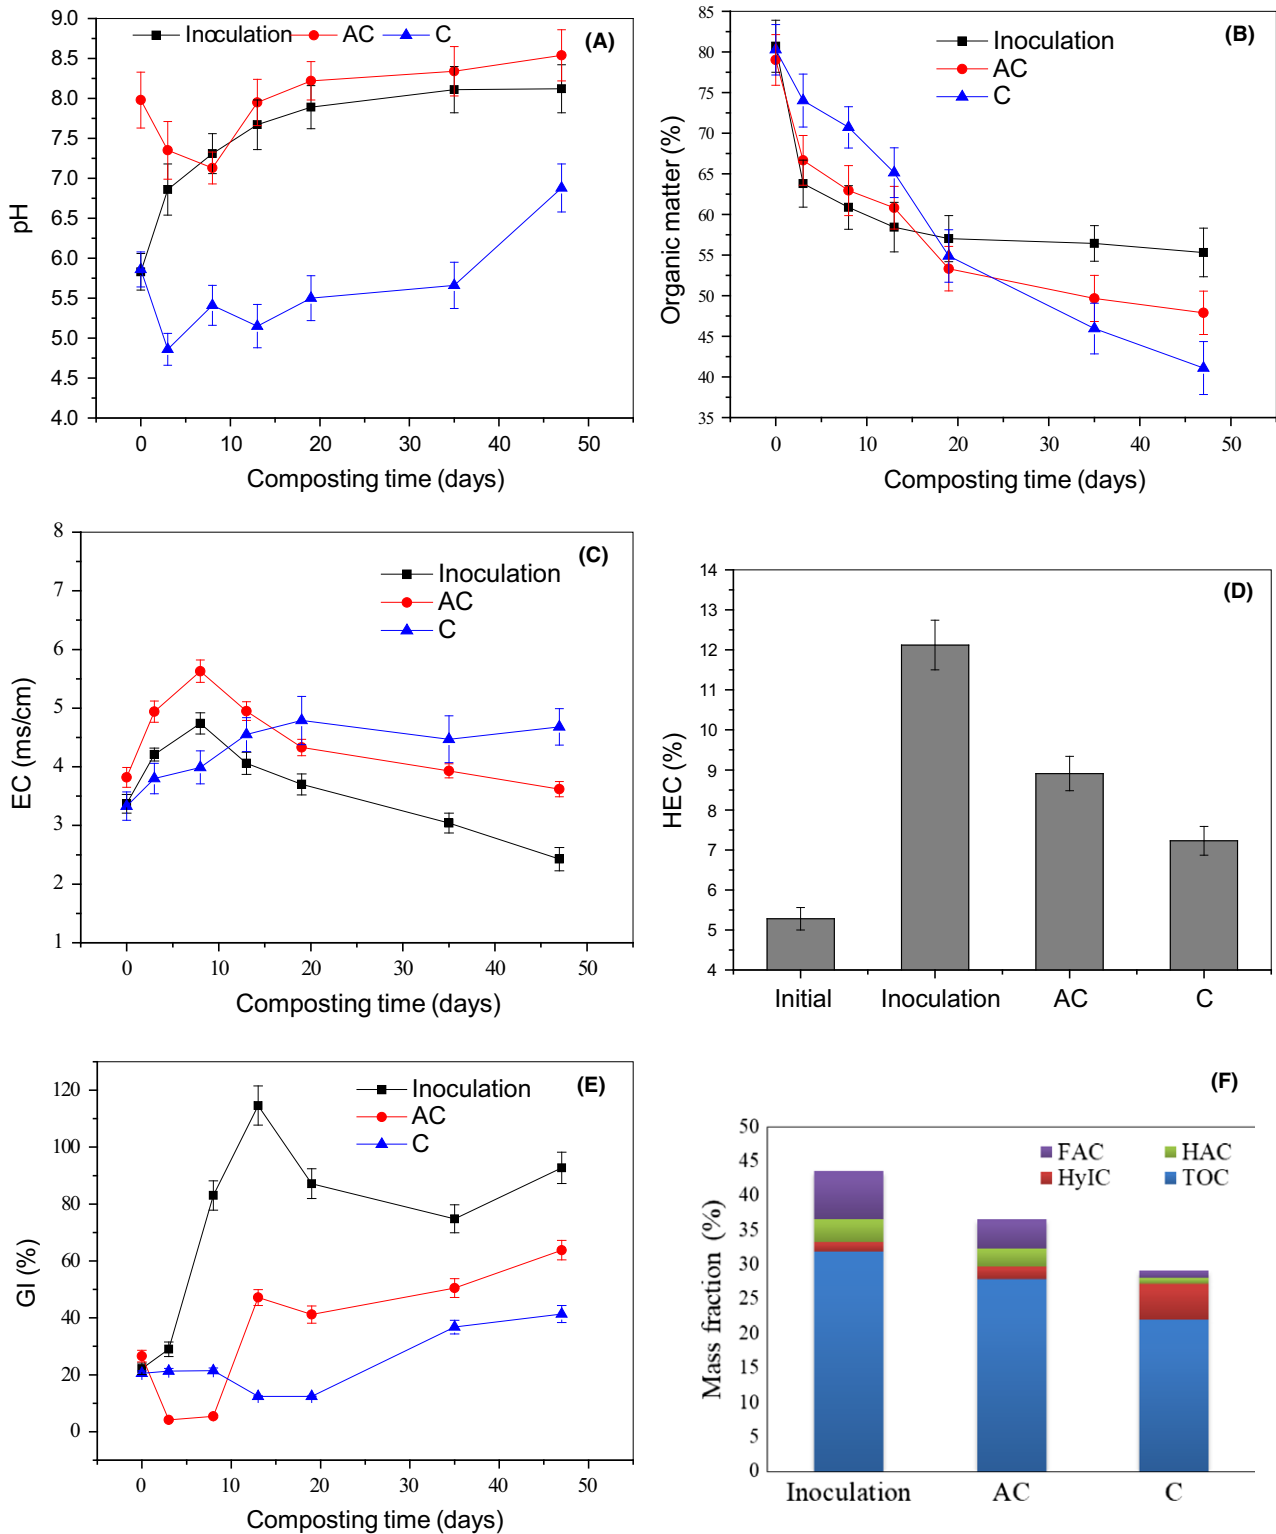 (A)
Inoculation AC C
9.0
8.5
8.0
7.5
7.0
6.5
6.0
5.5
5.0
4.5
4.0
pH
0 10 20 30 40 50
Composting time (days)
(B)
Inoculation
AC
C
85
80
75
70
65
60
55
50
45
40
35
Organic matter (%)
0 10 20 30 40 50
Composting time (days)
(C)
Inoculation
AC
C
8
7
6
5
4
3
2
1
EC (ms/cm)
0 10 20 30 40 50
Composting time (days)
(D)
14
13
12
11
10
9
8
7
6
5
4
HEC (%)
Initial Inoculation AC C
(E)
Inoculation
AC
C
120
100
80
60
40
20
0
GI (%)
0 10 20 30 40 50
Composting time (days)
(F)
FAC HAC
HyIC TOC
50
45
40
35
30
25
20
15
10
5
0
Mass fraction (%)
Inoculation AC C